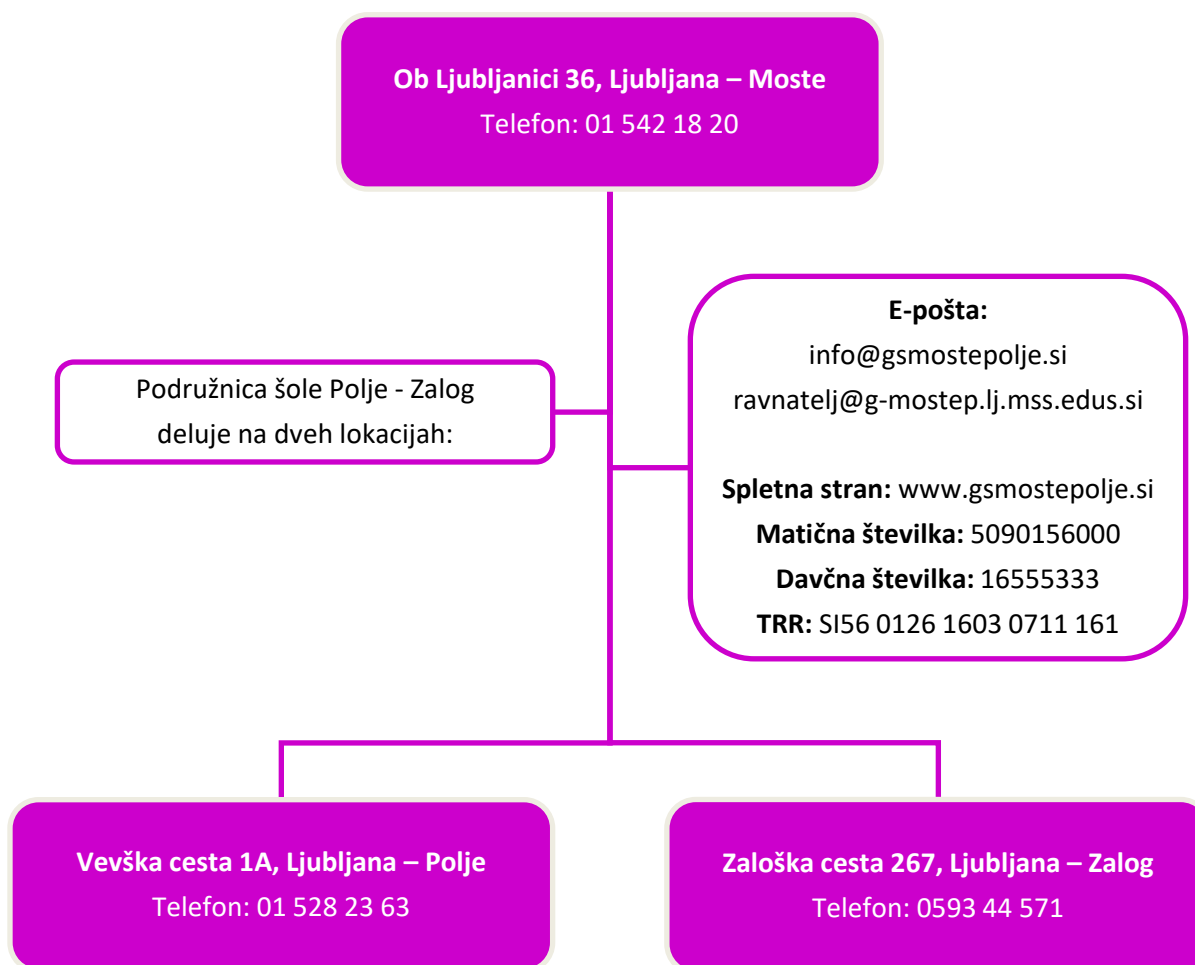 Ob Ljubljanici 36, Ljubljana – Moste
Telefon: 01 542 18 20
E-pošta:
info@gsmostepolje.si
ravnatelj@g-mostep.lj.mss.edus.si
Podružnica šole Polje - Zalog
deluje na dveh lokacijah:
Spletna stran: www.gsmostepolje.si
Matična številka: 5090156000
Davčna številka: 16555333
TRR: SI56 0126 1603 0711 161
Vevška cesta 1A, Ljubljana – Polje
Telefon: 01 528 23 63
Zaloška cesta 267, Ljubljana – Zalog
Telefon: 0593 44 571